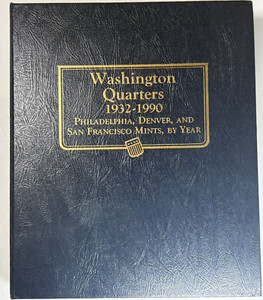 Washington
Quarters
1932-1990
Philadelphia, Denver, and
San Francisco Mints, by Year